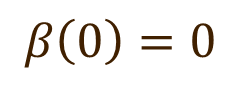 β(0) = 0